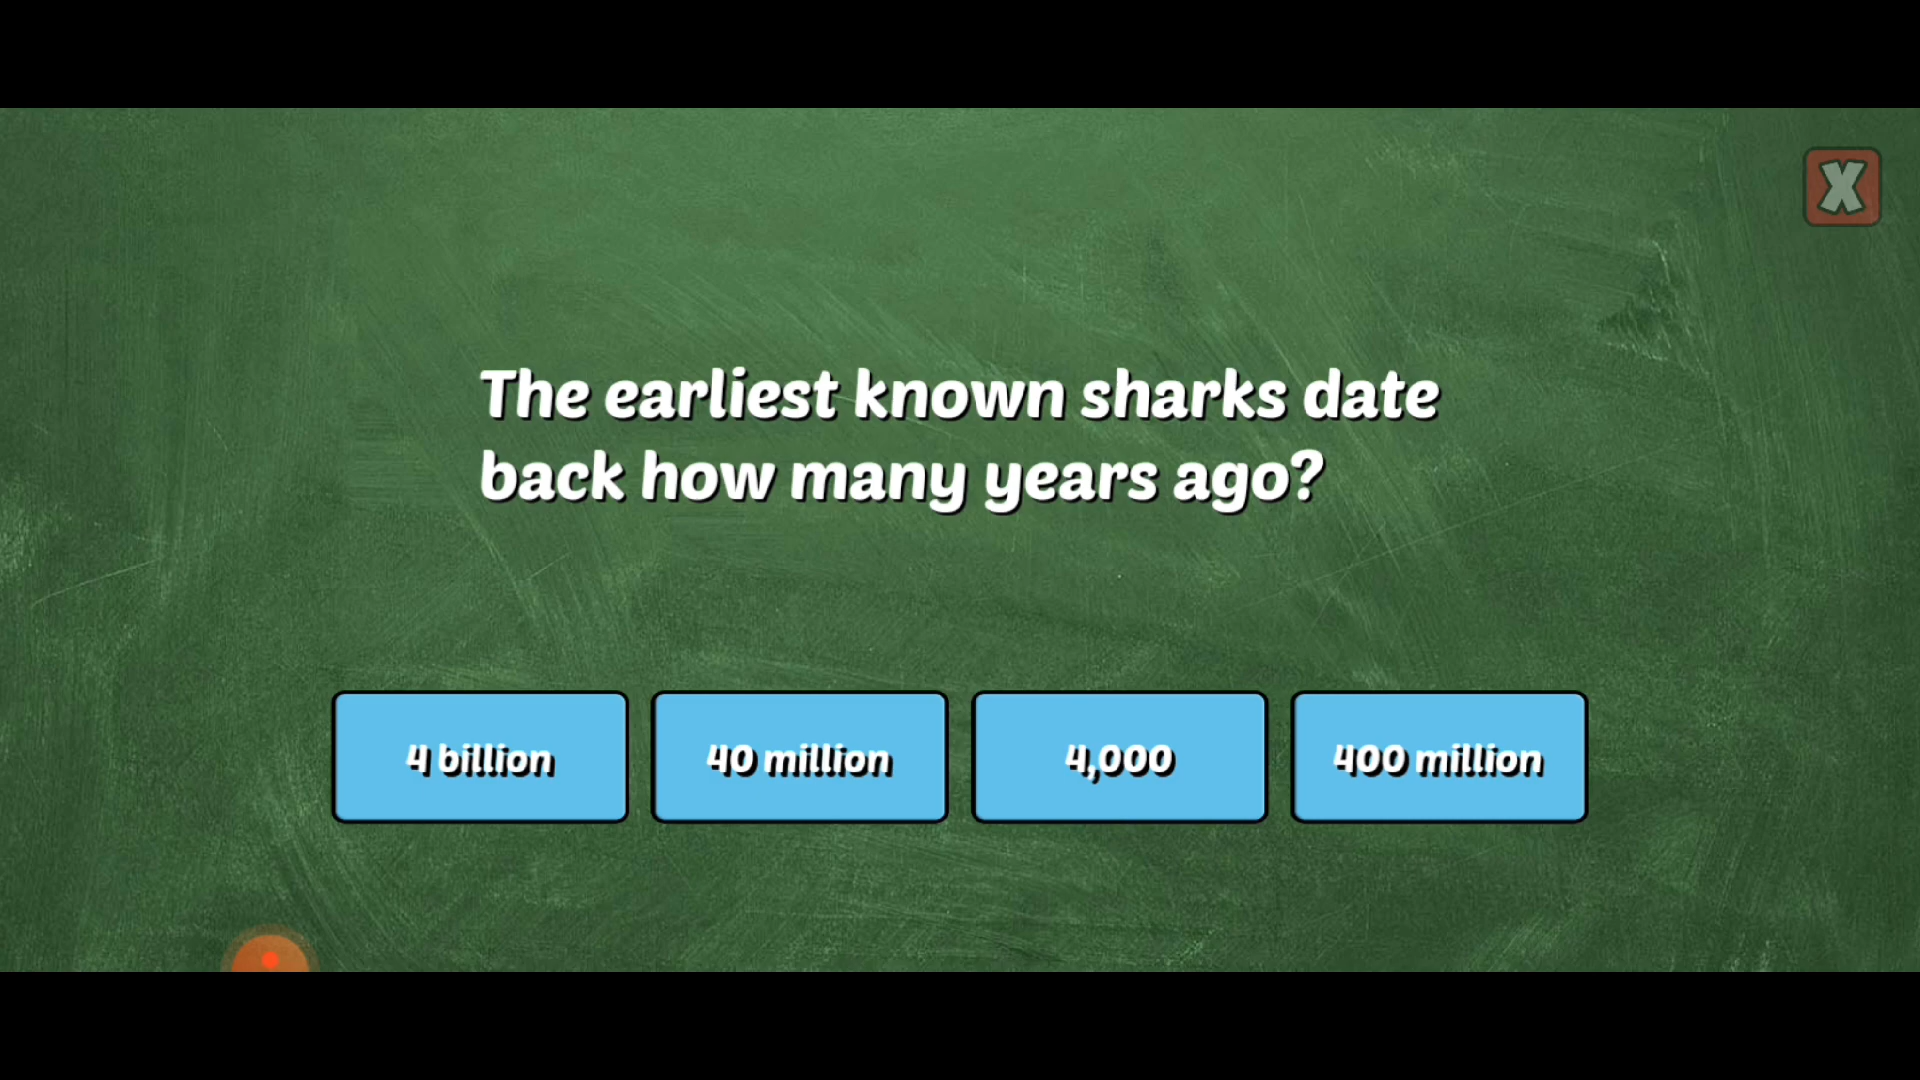 X
The earliest known sharks date
back how many years ago?
4 billion
40 million
4,000
400 million